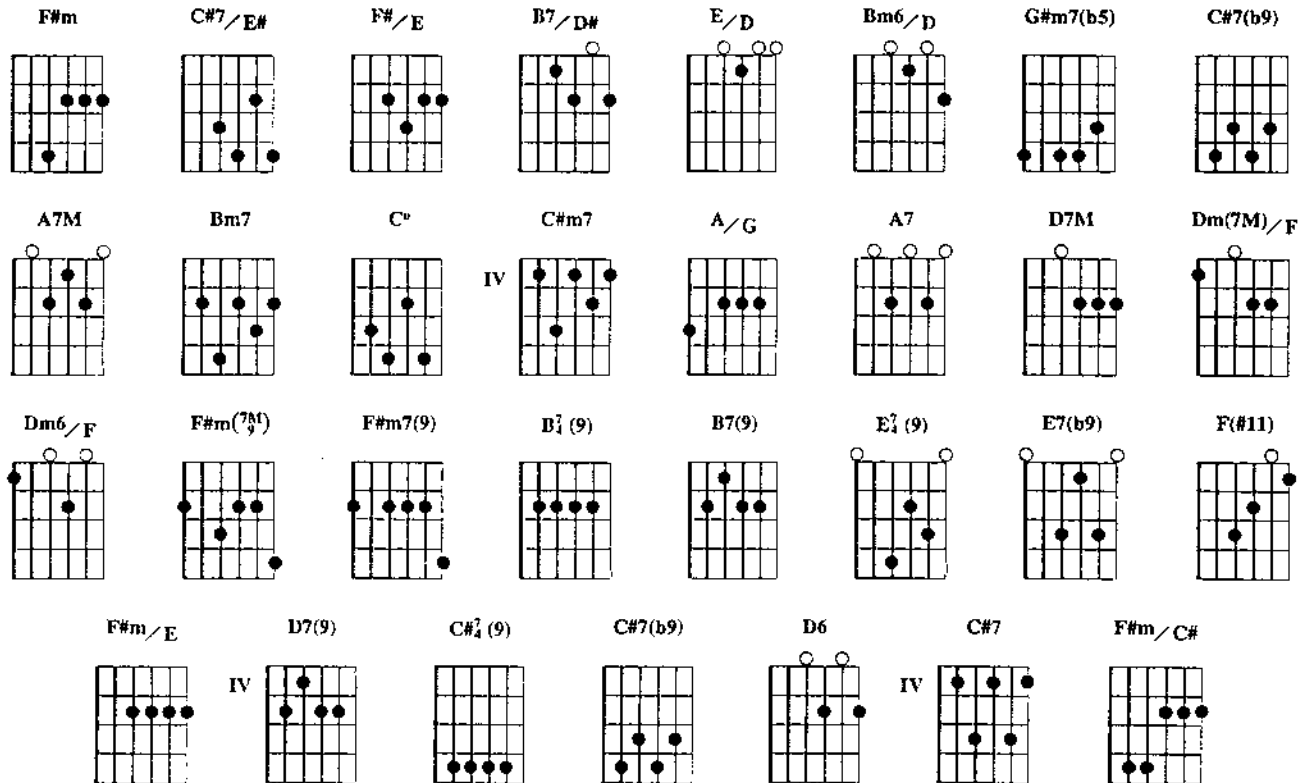 F#m C#7/E# F#/E B7/D# E/D Bm6/D G#m7(b5) C#7(b9)
A7M Bm7 Cº C#m7 A/G A7 D7M Dm(7M)/F
IV
Dm6/F F#m(7M 9) F#m7(9) B7 4 (9) B7(9) E7 4 (9) E7(b9) F(#11)
F#m/E D7(9) C#7 4 (9) C#7(b9) D6 C#7 F#m/C#
IV IV